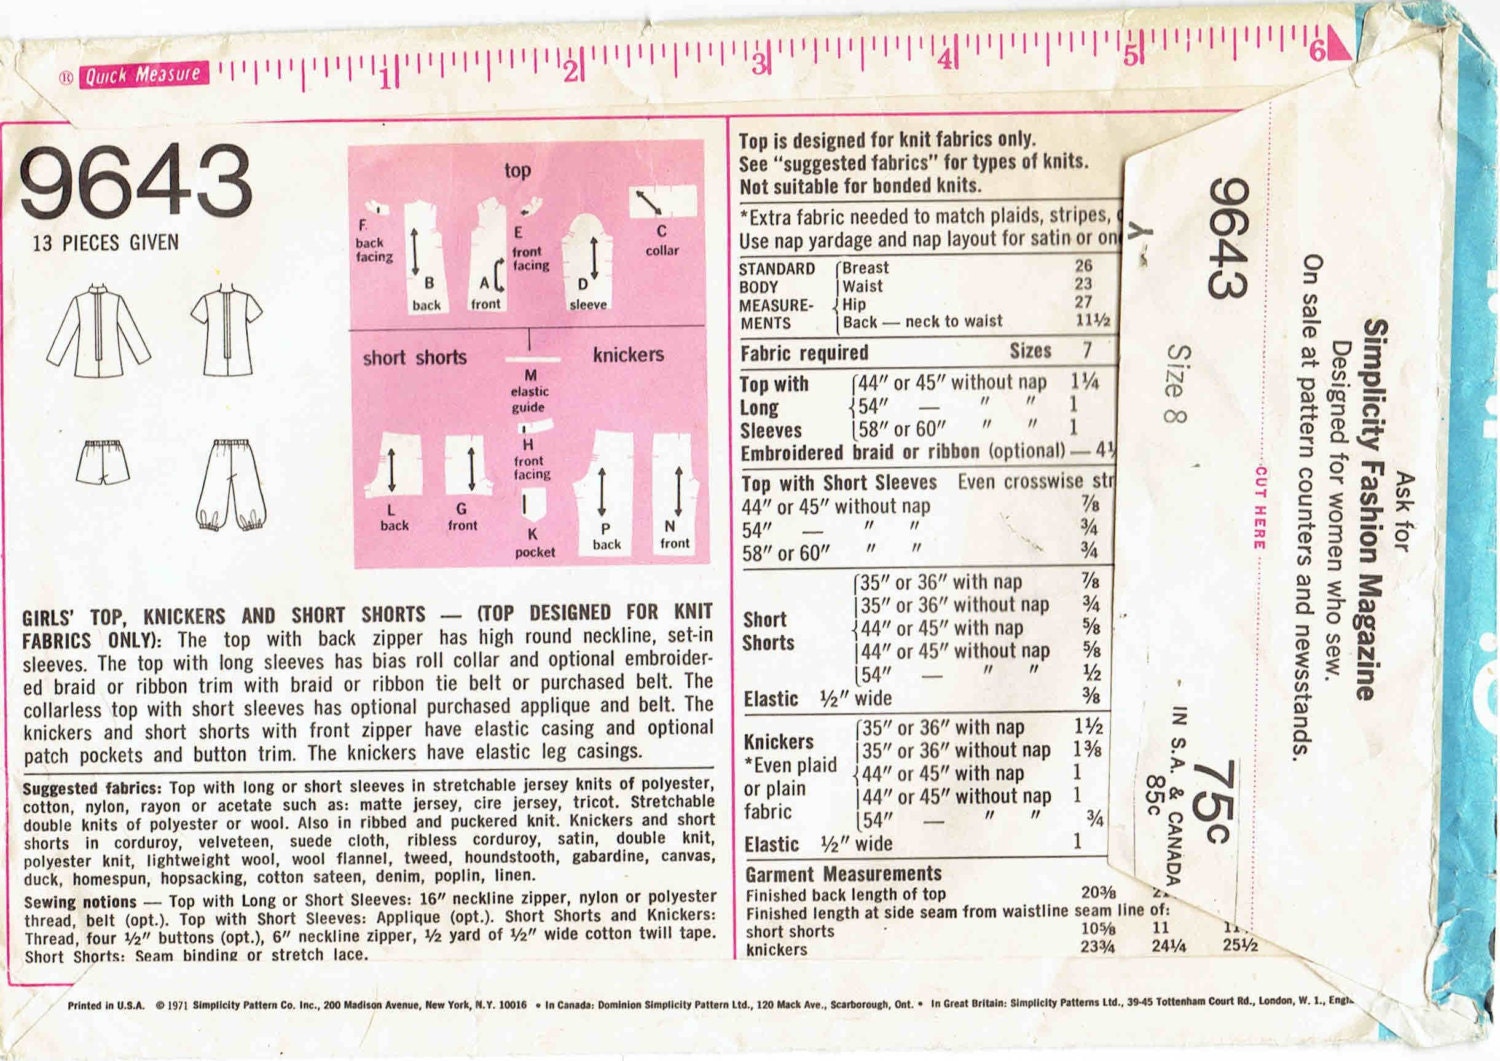 ® Quick Measure 1 2 3 4 5 6
9643
13 PIECES GIVEN
top
F.
back
facing
B
back
A
front
E
front
facing
D
sleeve
C
collar
short shorts
knickers
M
elastic
guide
H
front
facing
K
pocket
L
back
G
front
P
back
N
front
GIRLS' TOP, KNICKERS AND SHORT SHORTS — (TOP DESIGNED FOR KNIT
FABRICS ONLY): The top with back zipper has high round neckline, set-in
sleeves. The top with long sleeves has bias roll collar and optional embroider-
ed braid or ribbon trim with braid or ribbon tie belt or purchased belt. The
collarless top with short sleeves has optional purchased applique and belt. The
knickers and short shorts with front zipper have elastic casing and optional
patch pockets and button trim. The knickers have elastic leg casings.
Suggested fabrics: Top with long or short sleeves in stretchable jersey knits of polyester,
cotton, nylon, rayon or acetate such as: matte jersey, cire jersey, tricot. Stretchable
double knits of polyester or wool. Also in ribbed and puckered knit. Knickers and short
shorts in corduroy, velveteen, suede cloth, ribless corduroy, satin, double knit,
polyester knit, lightweight wool, wool flannel, tweed, houndstooth, gabardine, canvas,
duck, homespun, hopsacking, cotton sateen, denim, poplin, linen.
Sewing notions — Top with Long or Short Sleeves: 16" neckline zipper, nylon or polyester
thread, belt (opt.). Top with Short Sleeves: Applique (opt.). Short Shorts and Knickers:
Thread, four ½" buttons (opt.), 6" neckline zipper, ½ yard of ½" wide cotton twill tape.
Short Shorts: Seam binding or stretch lace.
Top is designed for knit fabrics only.
See "suggested fabrics" for types of knits.
Not suitable for bonded knits.
*Extra fabric needed to match plaids, stripes,
Use nap yardage and nap layout for satin or
STANDARD Breast 26
BODY Waist 23
MEASURE- Hip 27
MENTS Back — neck to waist 11½
Fabric required Sizes 7
Top with 44" or 45" without nap 1¼
Long 54" — " " 1
Sleeves 58" or 60" " " 1
Embroidered braid or ribbon (optional) —
Top with Short Sleeves Even crosswise
44" or 45" without nap ⅞
54" — " " ¾
58" or 60" " " ¾
35" or 36" with nap ⅞
Short 35" or 36" without nap ¾
Shorts 44" or 45" with nap ⅝
44" or 45" without nap ⅝
54" — " " ½
Elastic ½" wide ⅜
35" or 36" with nap 1½
Knickers 35" or 36" without nap 1⅜
*Even plaid 44" or 45" with nap 1
or plain 44" or 45" without nap 1
fabric 54" — " " ¾
Elastic ½" wide 1
Garment Measurements
Finished back length of top 20⅜
Finished length at side seam from waistline seam line of:
short shorts 10⅝ 11
knickers 23¾ 24¼ 25½
9643
Size 8
75c
IN S.A. & CANADA
85c
CUT HERE
Ask for
Simplicity Fashion Magazine
Designed for women who sew.
On sale at pattern counters and newsstands.
Printed in U.S.A. © 1971 Simplicity Pattern Co. Inc., 200 Madison Avenue, New York, N.Y. 10016 • In Canada: Dominion Simplicity Pattern Ltd., 120 Mack Ave., Scarborough, Ont. • In Great Britain: Simplicity Patterns Ltd., 39-45 Tottenham Court Rd., London, W. 1.,